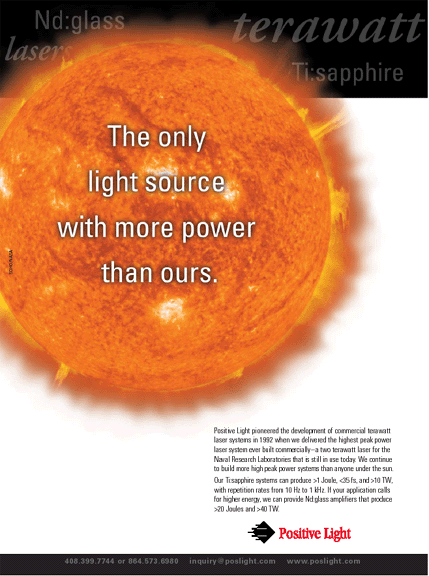 Nd:glass
terawatt
lasers
Ti:sapphire
The only
light source
with more power
than ours.
Positive Light pioneered the development of commercial terawatt
laser systems in 1992 when we delivered the highest peak power
laser system ever built commercially–a two terawatt laser for the
Naval Research Laboratories that is still in use today. We continue
to build more high peak power systems than anyone under the sun.
Our Ti:sapphire systems can produce >1 Joule, <35 fs, and >10 TW,
with repetition rates from 10 Hz to 1 kHz. If your application calls
for higher energy, we can provide Nd:glass amplifiers that produce
>20 Joules and >40 TW.
Positive Light
408.399.7744 or 864.573.6980 inquiry@poslight.com www.poslight.com